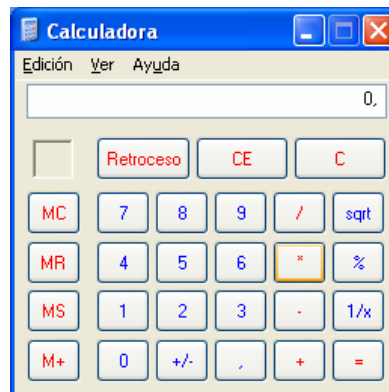 Calculadora
Edición Ver Ayuda
0,
Retroceso CE C
MC 7 8 9 / sqrt
MR 4 5 6 * %
MS 1 2 3 - 1/x
M+ 0 +/- , + =